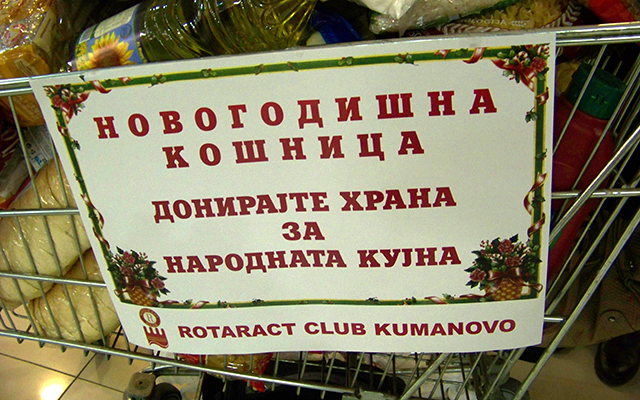 НОВОГОДИШНА
КОШНИЦА
ДОНИРАЈТЕ ХРАНА
ЗА
НАРОДНАТА КУЈНА
ROTARACT CLUB KUMANOVO